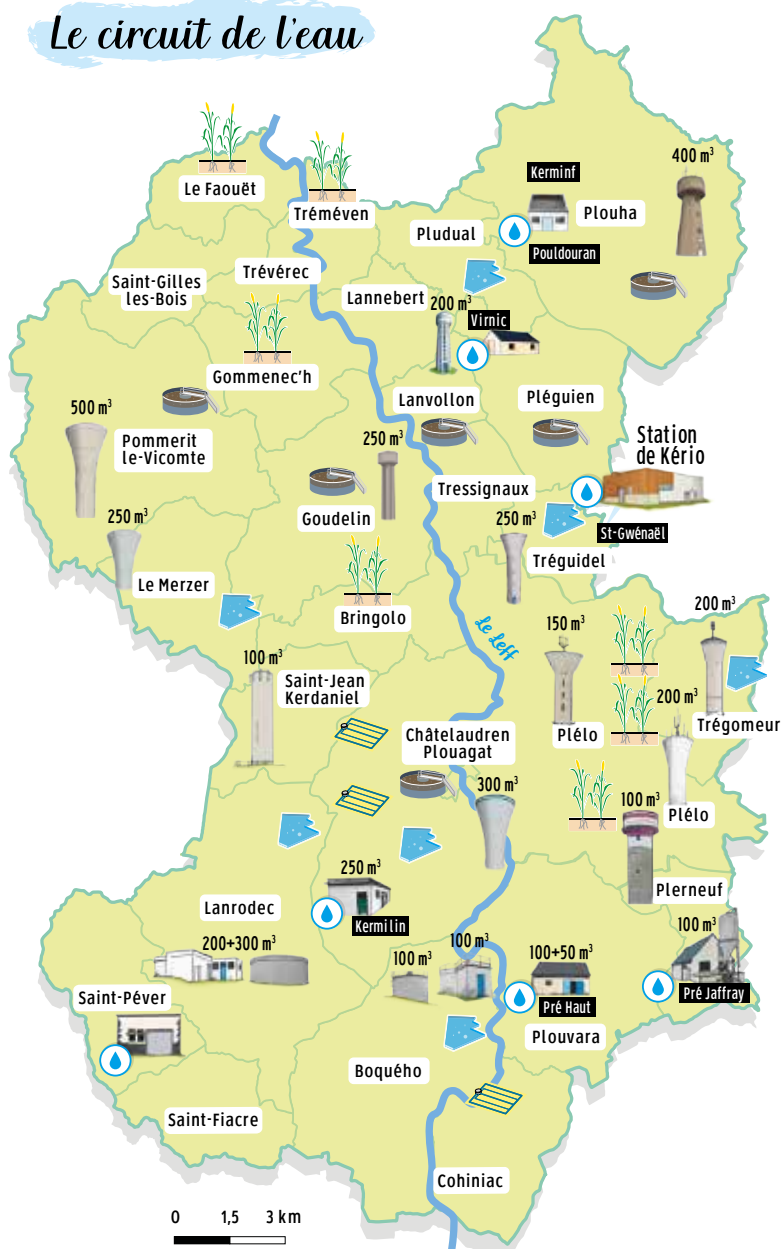 Le circuit de l'eau
400 m³
Kerminf
Le Faouët
Plouha
Tréméven
Pludual
Pouldouran
Trévérec
Saint-Gilles
les-Bois
Lannebert
200 m³
Virnic
Gommenec'h
Lanvollon
Pléguien
500 m³
Pommerit
le-Vicomte
250 m³
Station
de Kério
Tressignaux
Goudelin
250 m³
250 m³
St-Gwénaël
Tréguidel
Le Merzer
Bringolo
Le Leff
150 m³
200 m³
100 m³
Saint-Jean
Kerdaniel
200 m³
Trégomeur
Châtelaudren
Plouagat
Plélo
300 m³
100 m³
Plélo
250 m³
Plerneuf
Lanrodec
Kermilin
100 m³
200+300 m³
100 m³
100 m³
100+50 m³
Saint-Péver
Pré Haut
Pré Jaffray
Plouvara
Boquého
Saint-Fiacre
Cohiniac
0 1,5 3 km